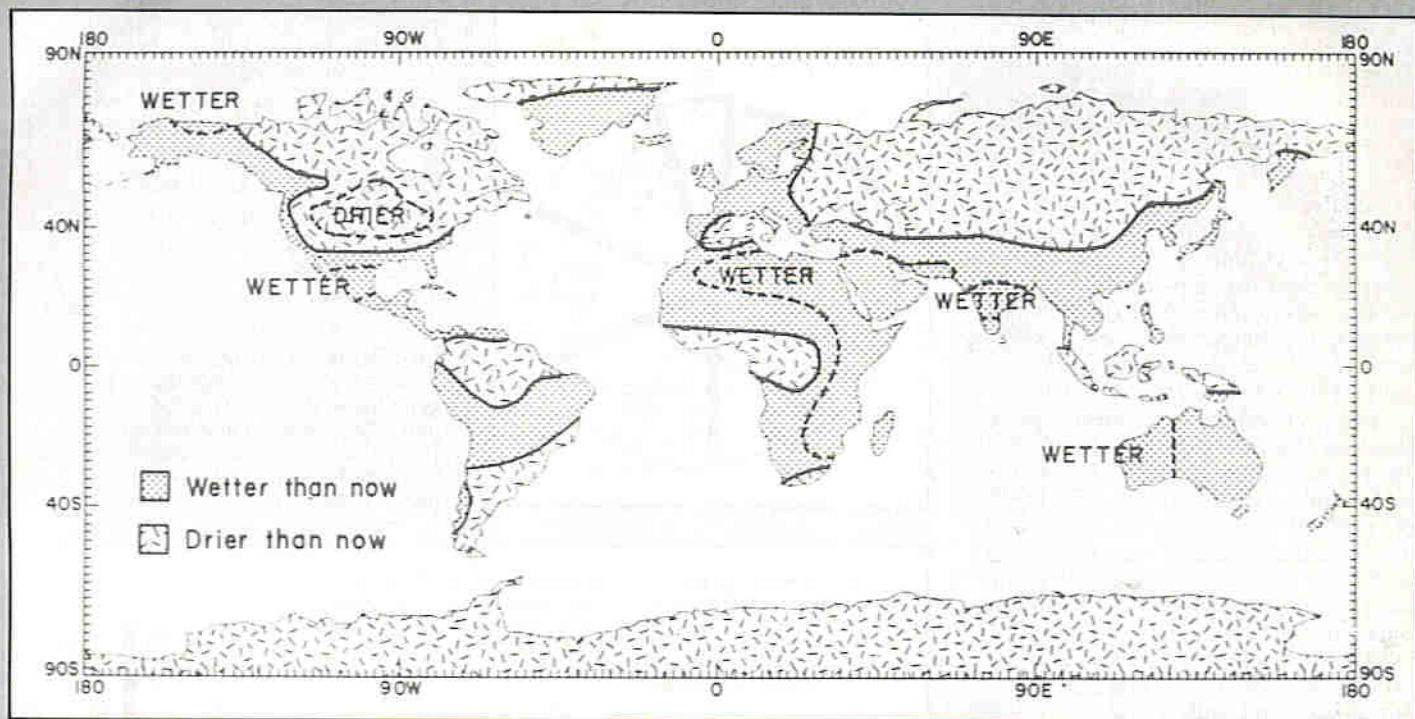 180 90W 0 90E 180
90N 90N
WETTER
40N DRIER 40N
WETTER WETTER WETTER
0 0
WETTER
Wetter than now
40S 40S
Drier than now
90S 90S
180 90W 0 90E 180